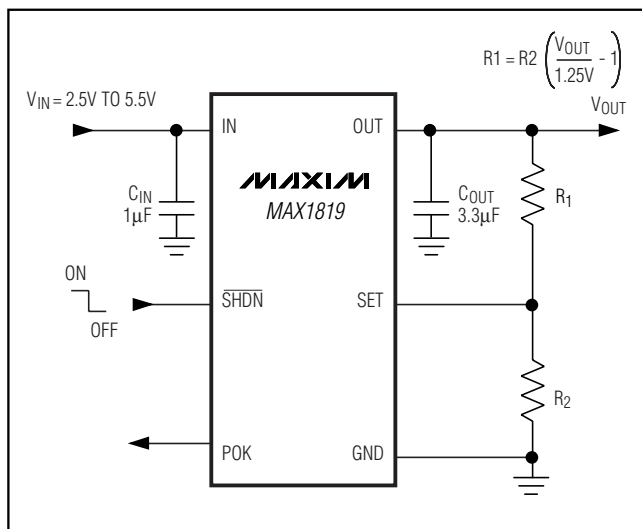 R1 = R2 (VOUT / 1.25V - 1)
VIN = 2.5V TO 5.5V
VOUT
IN
OUT
MAXIM
MAX1819
CIN
1µF
COUT
3.3µF
R1
ON
OFF
SHDN
SET
R2
POK
GND